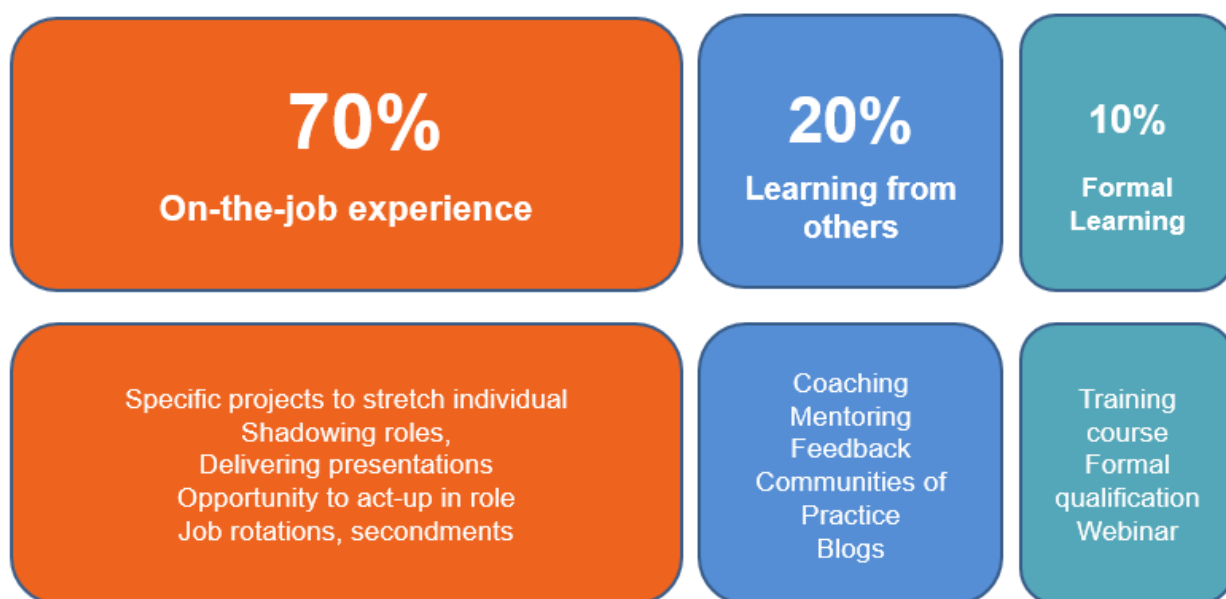 70%
On-the-job experience
20%
Learning from
others
10%
Formal
Learning
Specific projects to stretch individual
Shadowing roles,
Delivering presentations
Opportunity to act-up in role
Job rotations, secondments
Coaching
Mentoring
Feedback
Communities of
Practice
Blogs
Training
course
Formal
qualification
Webinar